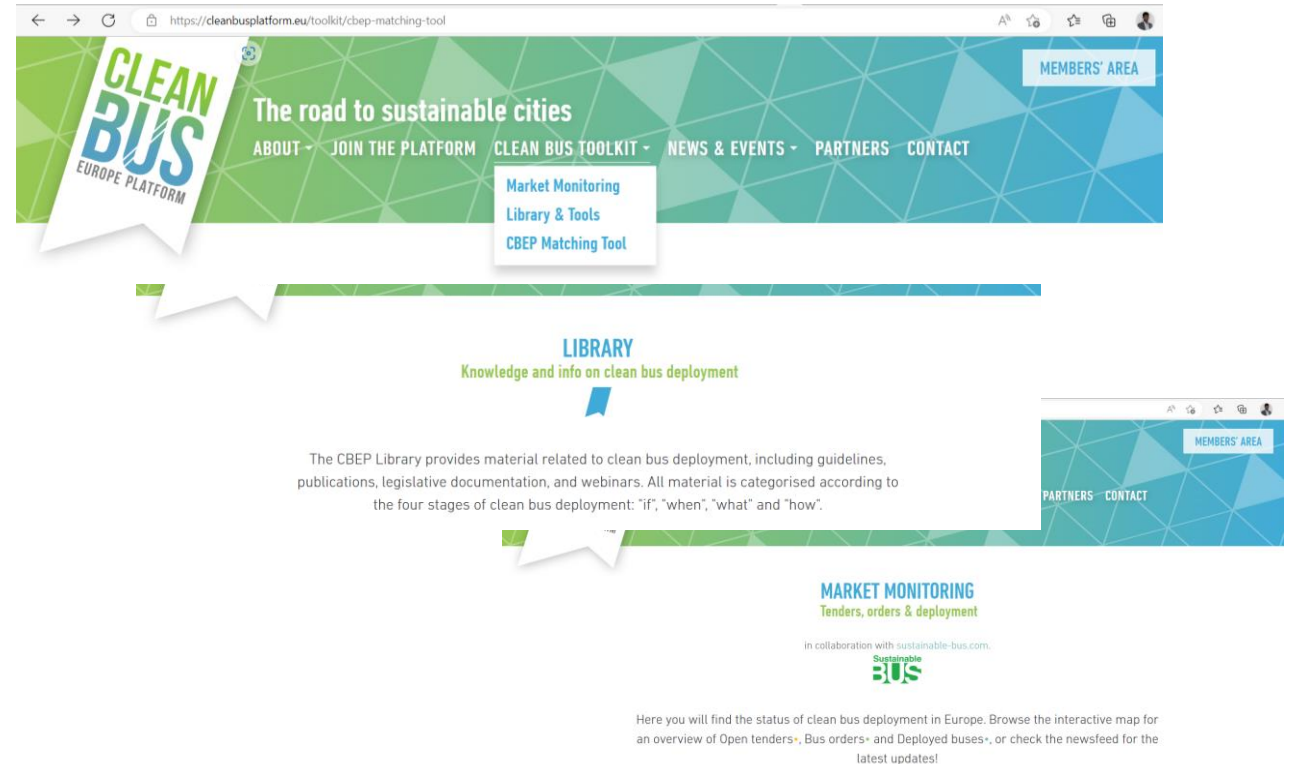 https://cleanbusplatform.eu/toolkit/cbep-matching-tool
CLEAN
BUS
EUROPE PLATFORM
MEMBERS' AREA
The road to sustainable cities
ABOUT JOIN THE PLATFORM CLEAN BUS TOOLKIT NEWS & EVENTS PARTNERS CONTACT
Market Monitoring
Library & Tools
CBEP Matching Tool
LIBRARY
Knowledge and info on clean bus deployment
The CBEP Library provides material related to clean bus deployment, including guidelines,
publications, legislative documentation, and webinars. All material is categorised according to
the four stages of clean bus deployment: "if", "when", "what" and "how".
MEMBERS' AREA
PARTNERS CONTACT
MARKET MONITORING
Tenders, orders & deployment
in collaboration with sustainable-bus.com.
Sustainable
BUS
Here you will find the status of clean bus deployment in Europe. Browse the interactive map for
an overview of Open tenders•, Bus orders• and Deployed buses•, or check the newsfeed for the
latest updates!